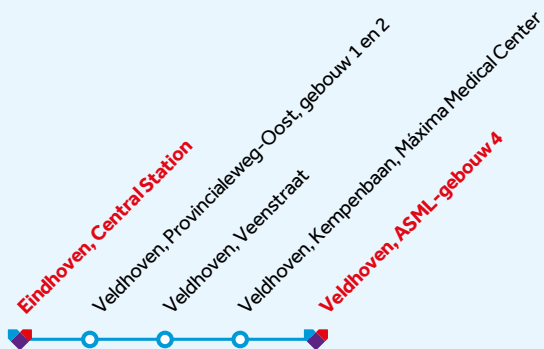 Eindhoven, Central Station
Veldhoven, Provincialeweg-Oost, gebouw 1 en 2
Veldhoven, Veenstraat
Veldhoven, Kempenbaan, Máxima Medical Center
Veldhoven, ASML-gebouw 4